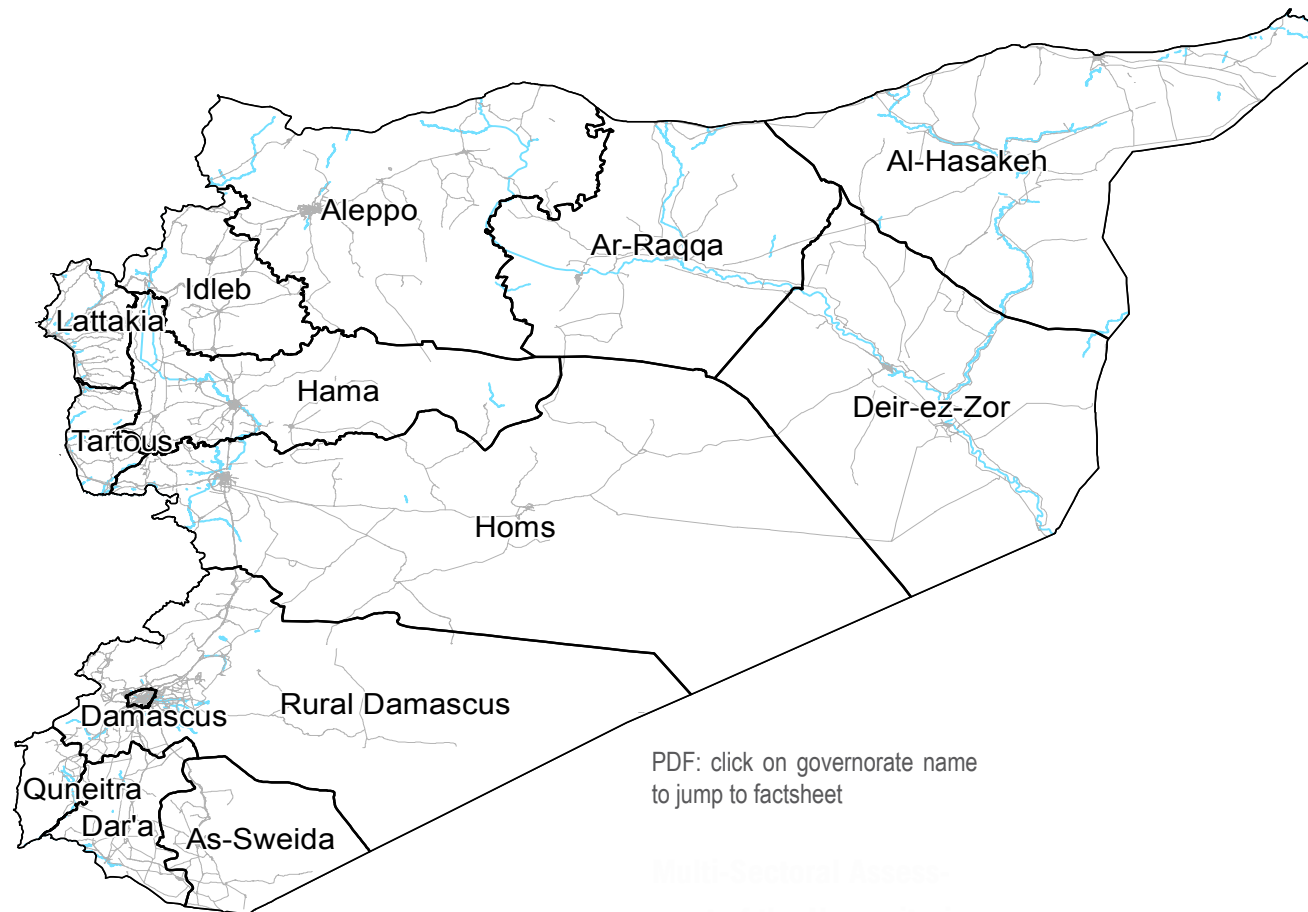 Al-Hasakeh
Aleppo
Ar-Raqqa
Idleb
Lattakia
Hama
Deir-ez-Zor
Tartous
Homs
Rural Damascus
Damascus
PDF: click on governorate name
to jump to factsheet
Quneitra
Dar'a
As-Sweida